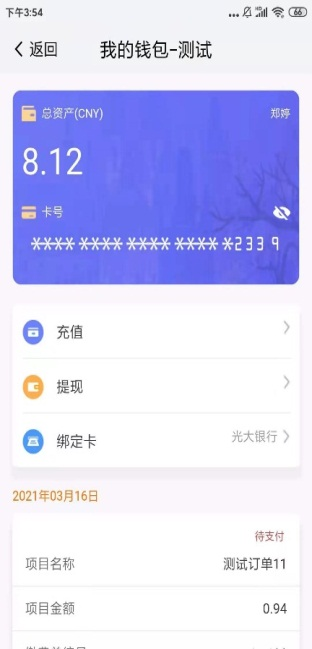 下午3:54
66
返回 我的钱包-测试
总资产(CNY) 郑婷
8.12
卡号
**** **** **** **** *2339
充值
提现
绑定卡 光大银行
2021年03月16日
待支付
项目名称 测试订单11
项目金额 0.94